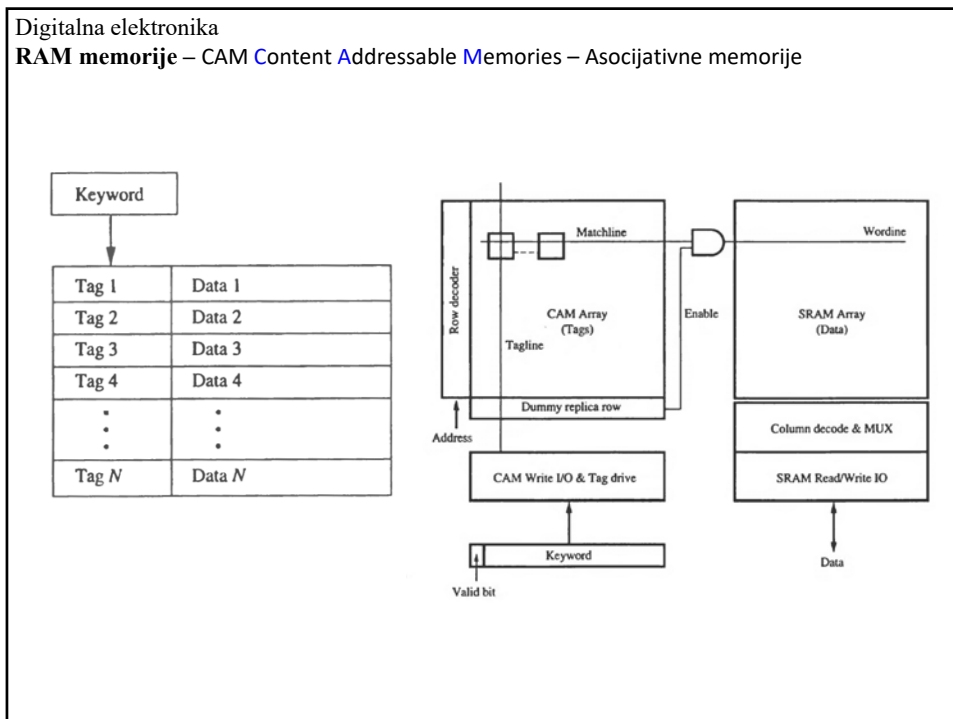 Digitalna elektronika
RAM memorije – CAM Content Addressable Memories – Asocijativne memorije
Keyword
Tag 1 Data 1
Tag 2 Data 2
Tag 3 Data 3
Tag 4 Data 4
Tag N Data N
Row decoder
Matchline
CAM Array
(Tags)
Tagline
Dummy replica row
Address
CAM Write I/O & Tag drive
Keyword
Valid bit
Enable
Wordine
SRAM Array
(Data)
Column decode & MUX
SRAM Read/Write IO
Data